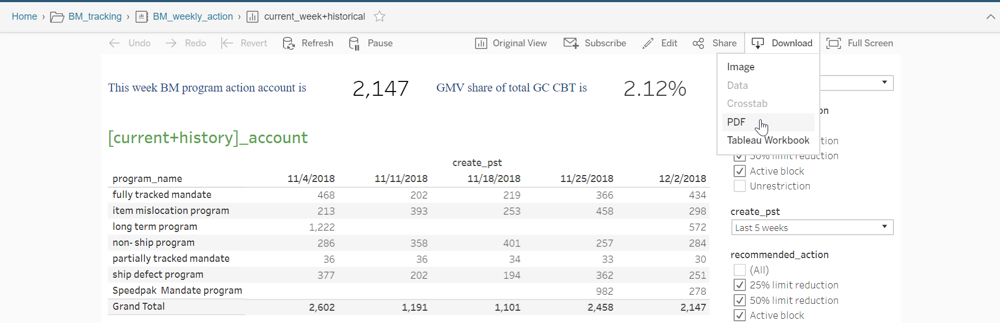 Home › BM_tracking › BM_weekly_action › current_week+historical
Undo Redo Revert Refresh Pause Original View Subscribe Edit Share Download Full Screen
Image
Data
Crosstab
PDF
Tableau Workbook
This week BM program action account is 2,147 GMV share of total GC CBT is 2.12%
[current+history]_account
create_pst
program_name 11/4/2018 11/11/2018 11/18/2018 11/25/2018 12/2/2018
fully tracked mandate 468 202 219 366 434
item mislocation program 213 393 253 458 298
long term program 1,222 572
non- ship program 286 358 401 257 284
partially tracked mandate 36 36 34 33 30
ship defect program 377 202 194 362 251
Speedpak Mandate program 982 278
Grand Total 2,602 1,191 1,101 2,458 2,147
50% limit reduction
Active block
Unrestriction
create_pst
Last 5 weeks
recommended_action
(All)
25% limit reduction
50% limit reduction
Active block